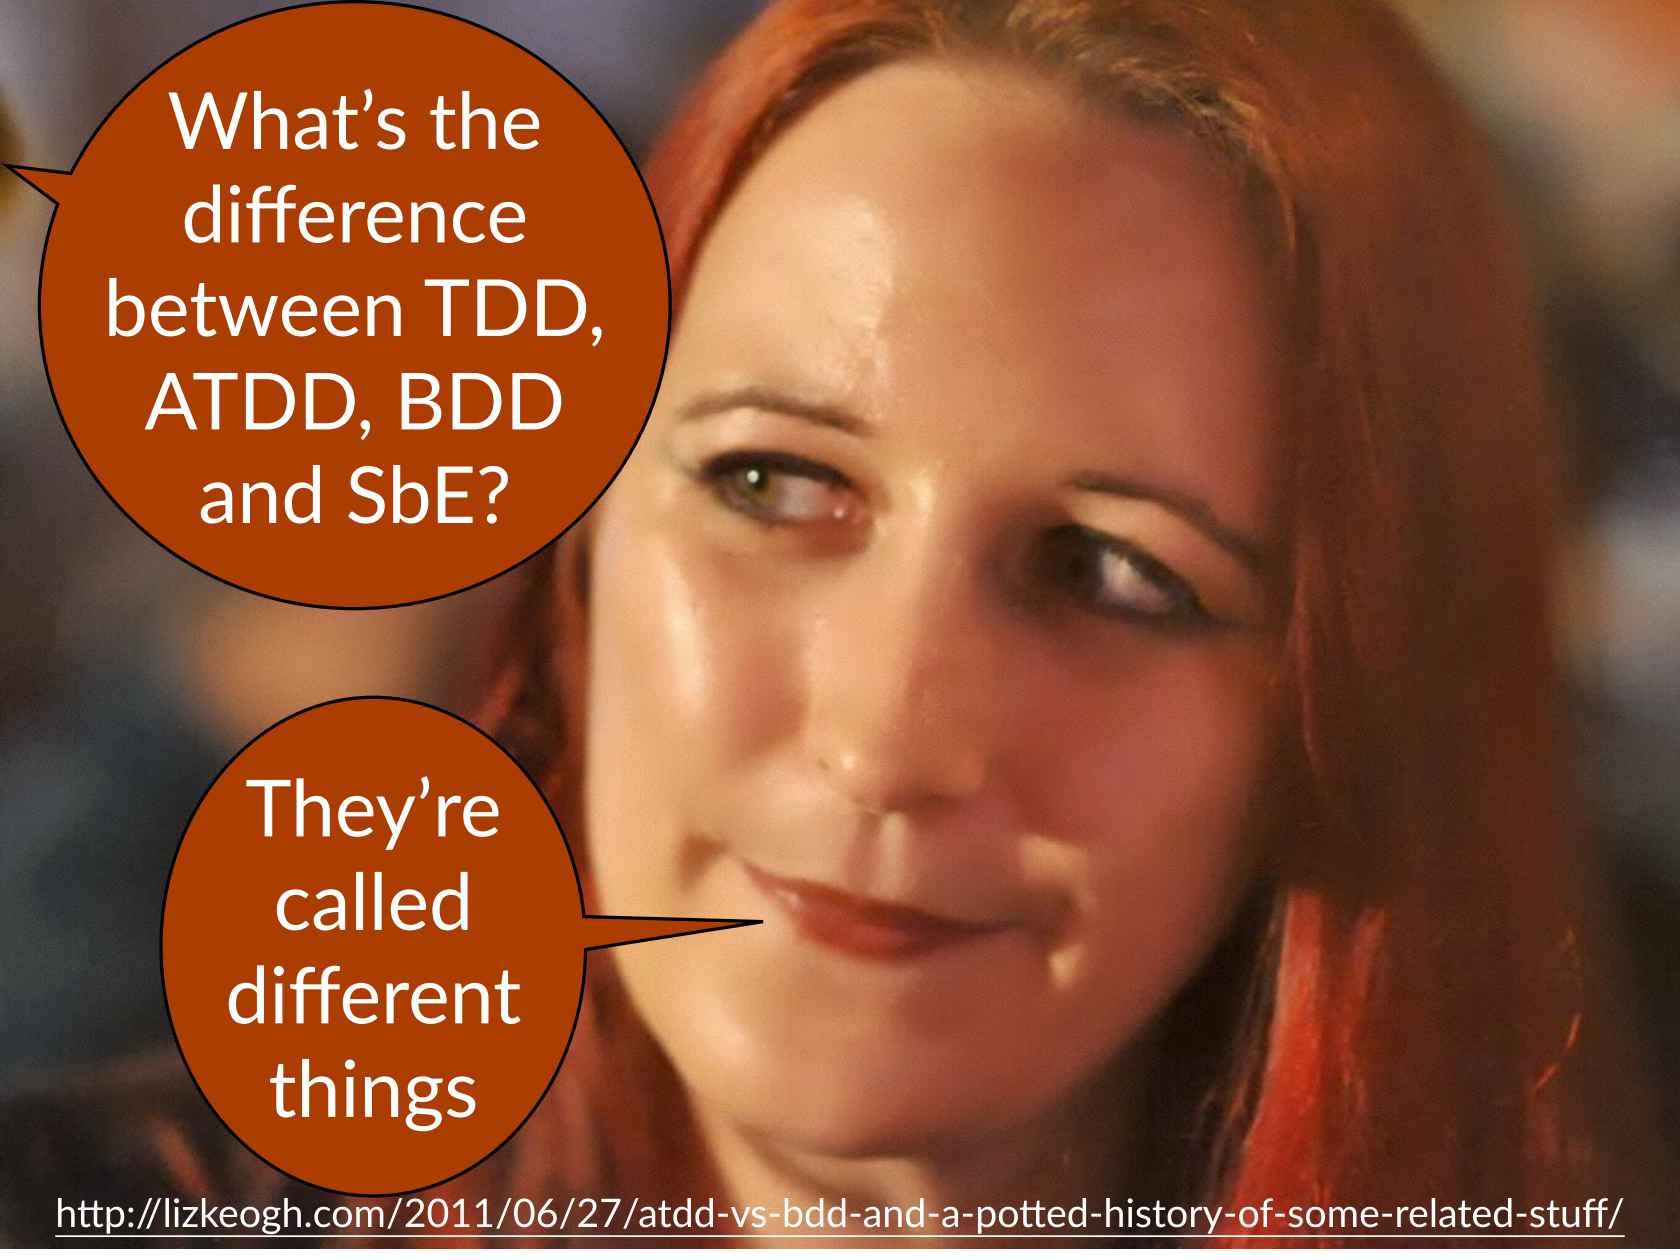 What’s the
difference
between TDD,
ATDD, BDD
and SbE?
They’re
called
different
things
http://lizkeogh.com/2011/06/27/atdd-vs-bdd-and-a-potted-history-of-some-related-stuff/